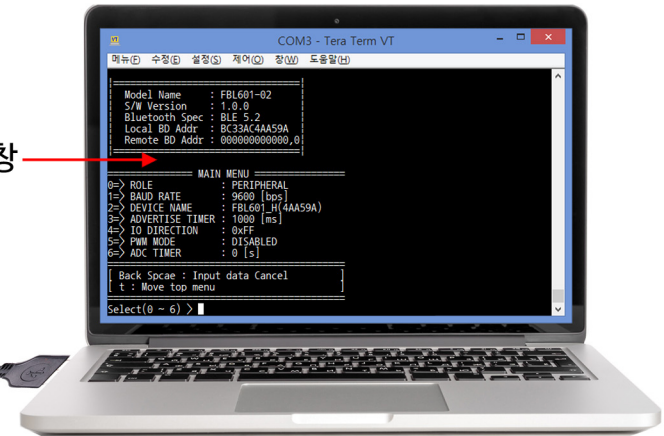 COM3 - Tera Term VT
메뉴(F) 수정(E) 설정(S) 제어(O) 창(W) 도움말(H)
Model Name : FBL601-02
S/W Version : 1.0.0
Bluetooth Spec : BLE 5.2
Local BD Addr : BC33AC4AA59A
Remote BD Addr : 000000000000,0
창
MAIN MENU
0=> ROLE : PERIPHERAL
1=> BAUD RATE : 9600 [bps]
2=> DEVICE NAME : FBL601_H(4AA59A)
3=> ADVERTISE TIMER : 1000 [ms]
4=> IO DIRECTION : 0xFF
5=> PWM MODE : DISABLED
6=> ADC TIMER : 0 [s]
[ Back Spcae : Input data Cancel ]
[ t : Move top menu ]
Select(0 ~ 6) >